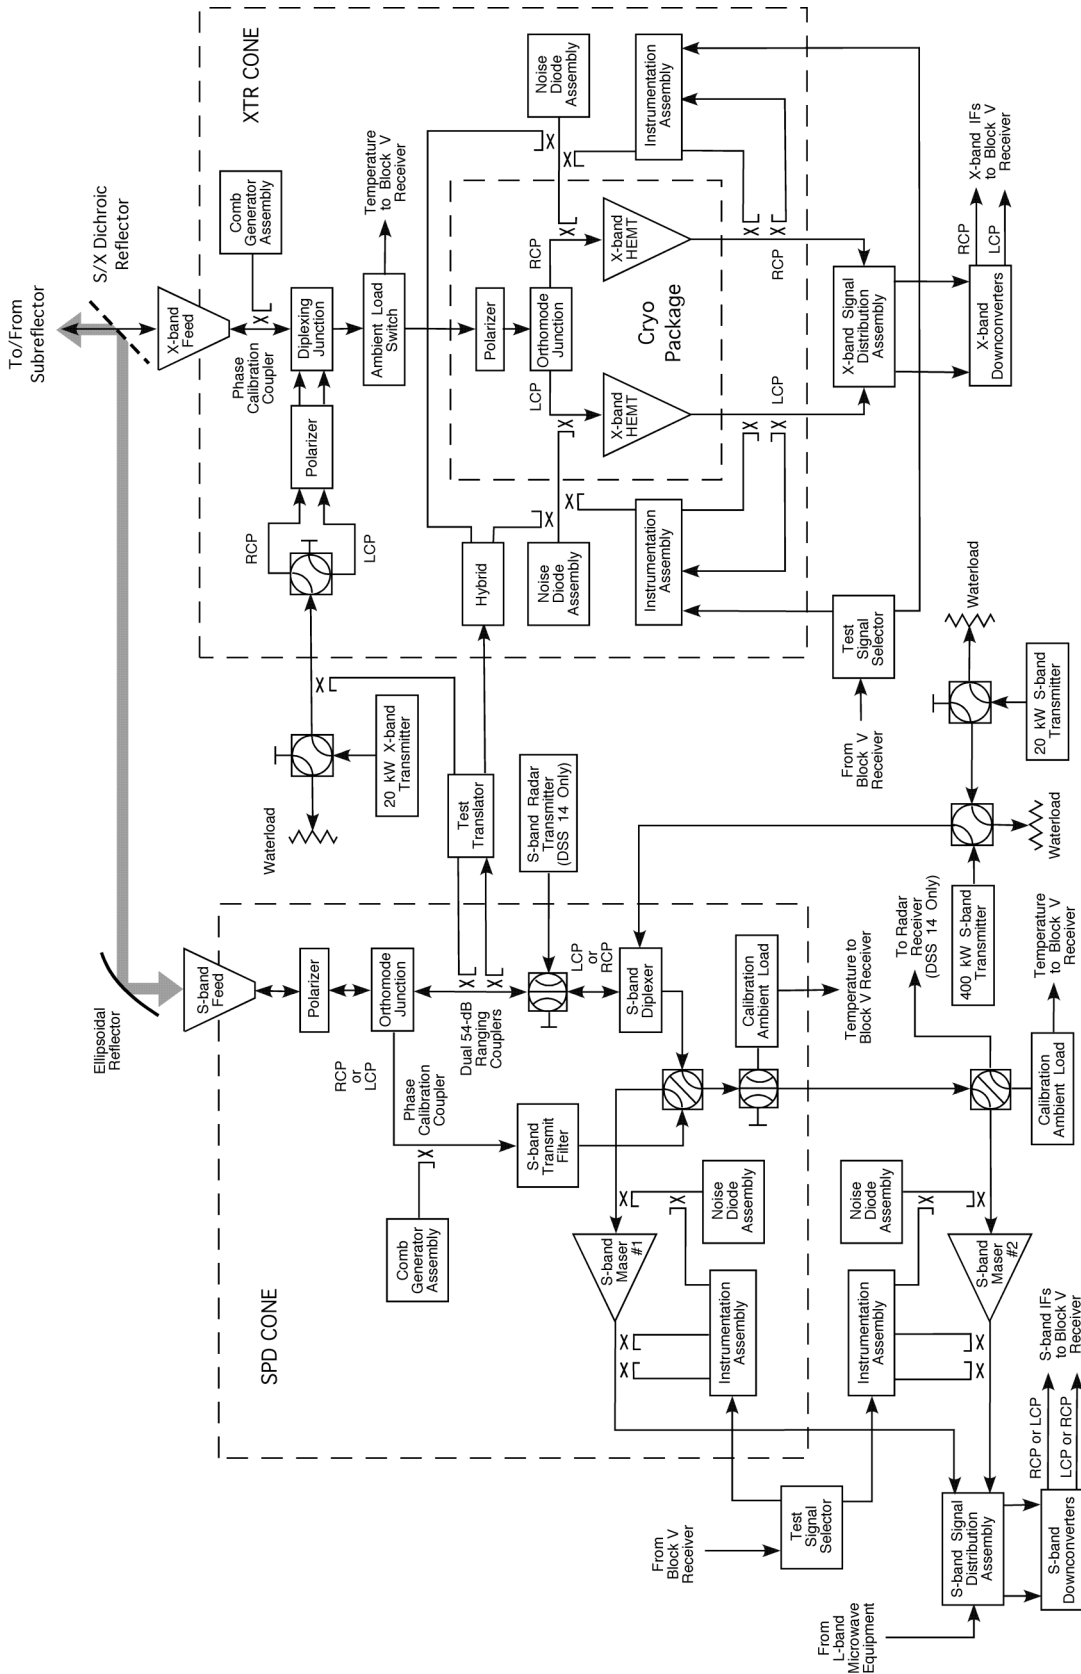 To/From
Subreflector
S/X Dichroic
Reflector
Ellipsoidal
Reflector
XTR CONE
X-band
Feed
Comb
Generator
Assembly
Phase
Calibration
Coupler
Diplexing
Junction
Polarizer
RCP
LCP
Ambient Load
Switch
Temperature
to Block V
Receiver
Polarizer
Orthomode
Junction
RCP
LCP
X-band
HEMT
X-band
HEMT
Cryo
Package
Noise
Diode
Assembly
Noise
Diode
Assembly
Hybrid
Instrumentation
Assembly
Instrumentation
Assembly
RCP
LCP
X-band Signal
Distribution
Assembly
X-band
Downconverters
RCP
LCP
X-band IFs
to Block V
Receiver
Test
Signal
Selector
From
Block V
Receiver
Waterload
20 kW X-band
Transmitter
Test
Translator
S-band Radar
Transmitter
(DSS 14 Only)
Waterload
20 kW S-band
Transmitter
Waterload
400 kW S-band
Transmitter
SPD CONE
S-band
Feed
Polarizer
Orthomode
Junction
RCP
or
LCP
Dual 54-dB
Ranging
Couplers
LCP
or
RCP
S-band
Diplexer
Phase
Calibration
Coupler
Comb
Generator
Assembly
S-band
Transmit
Filter
Calibration
Ambient Load
Temperature to
Block V Receiver
To Radar
Receiver
(DSS 14 Only)
Calibration
Ambient Load
Temperature
to Block V
Receiver
Noise
Diode
Assembly
Noise
Diode
Assembly
S-band
Maser
#1
S-band
Maser
#2
Instrumentation
Assembly
Instrumentation
Assembly
Test
Signal
Selector
From
Block V
Receiver
S-band Signal
Distribution
Assembly
From
L-band
Microwave
Equipment
S-band
Downconverters
RCP or LCP
LCP or RCP
S-band IFs
to Block V
Receiver